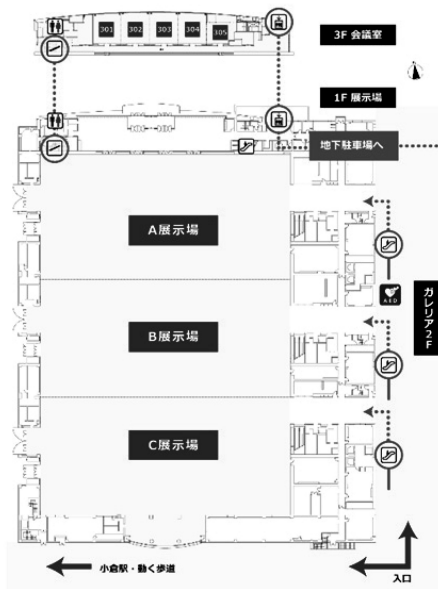 301
302
303
304
305
3F 会議室
1F 展示場
地下駐車場へ
A展示場
AED
ガレリア2F
B展示場
C展示場
小倉駅・動く歩道
入口